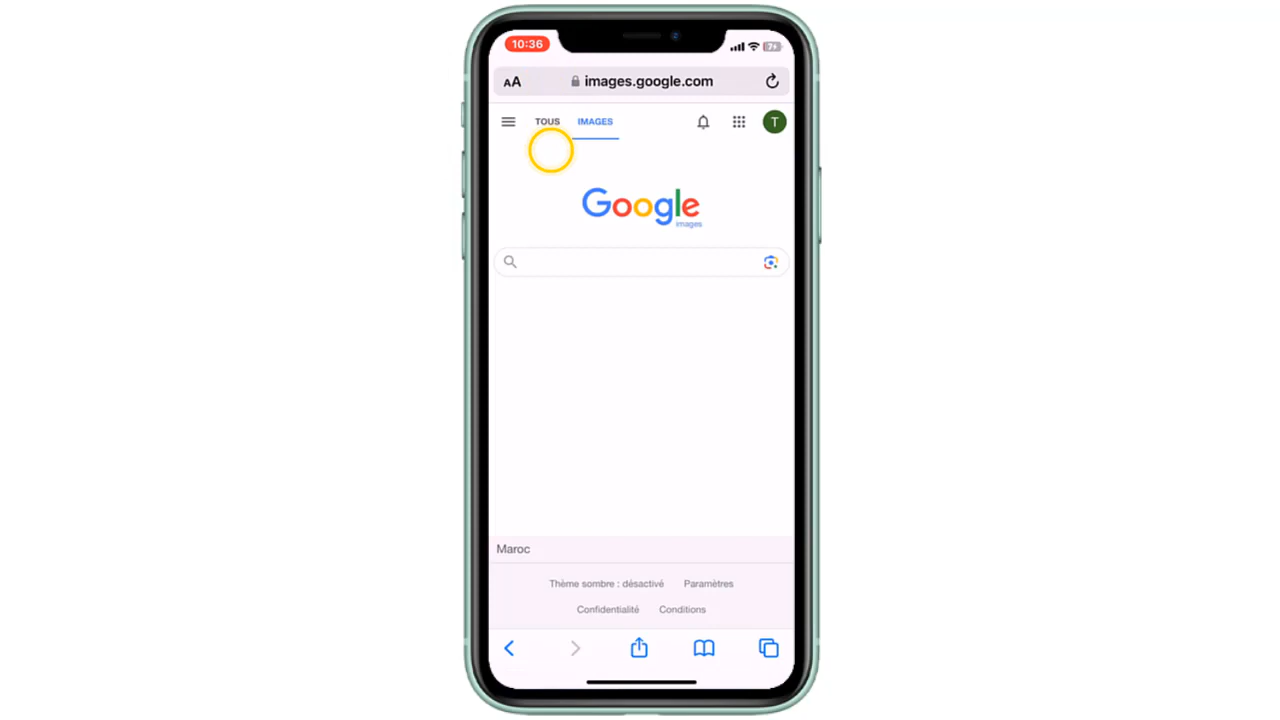 10:36
AA images.google.com
TOUS IMAGES T
Google
images
Maroc
Thème sombre : désactivé Paramètres
Confidentialité Conditions